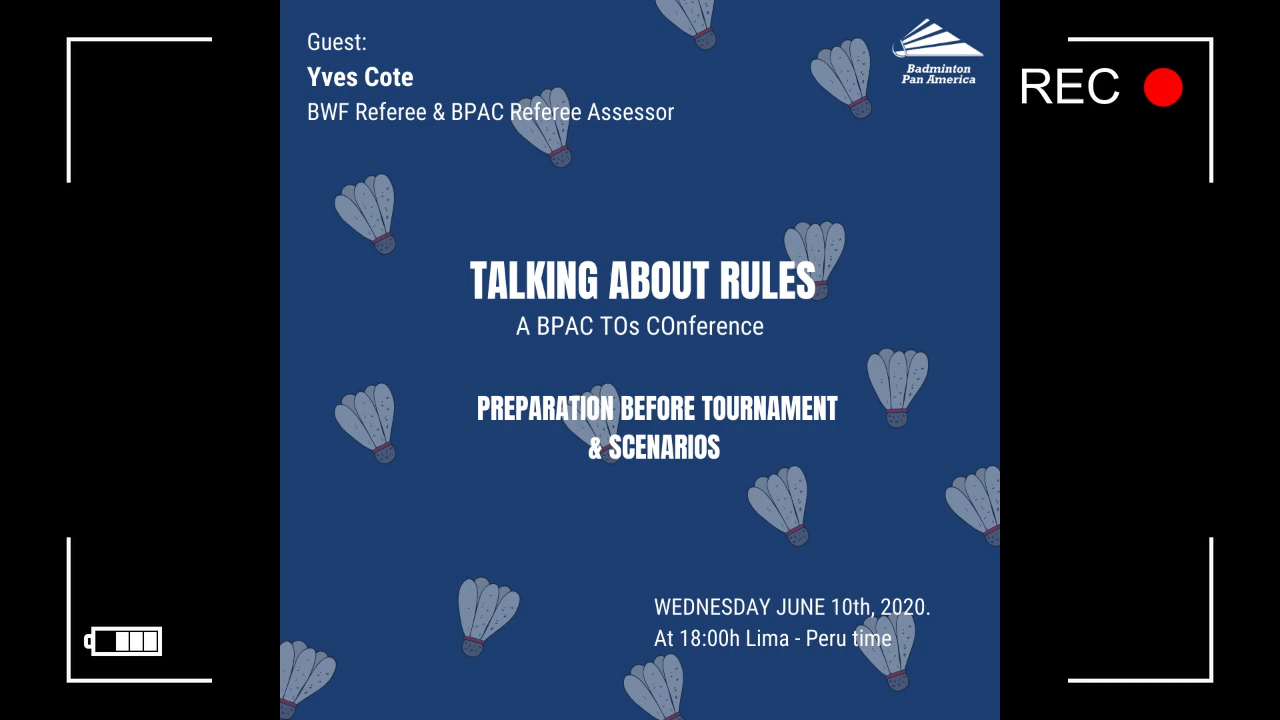 Guest:
Yves Cote
BWF Referee & BPAC Referee Assessor
Badminton
Pan America
REC
TALKING ABOUT RULES
A BPAC TOs COnference
PREPARATION BEFORE TOURNAMENT
& SCENARIOS
WEDNESDAY JUNE 10th, 2020.
At 18:00h Lima - Peru time